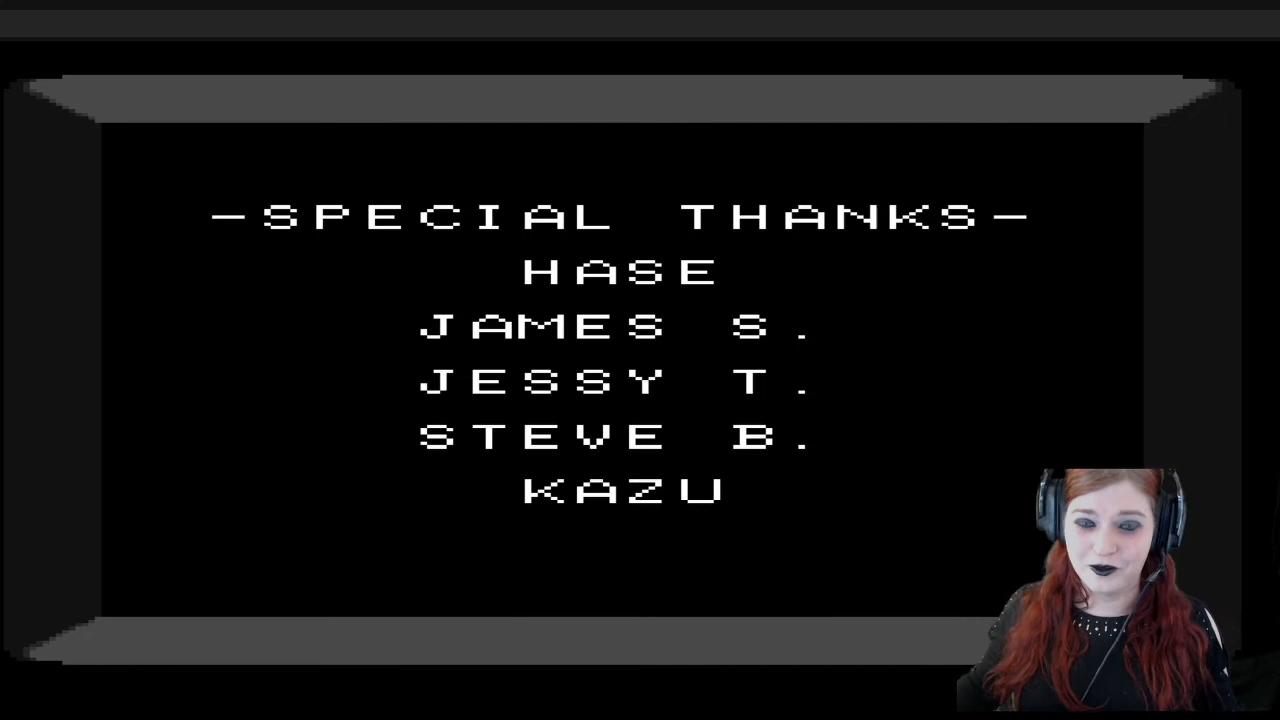 -SPECIAL THANKS-
HASE
JAMES S.
JESSY T.
STEVE B.
KAZU